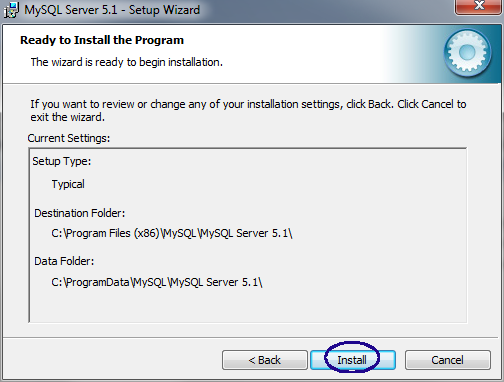 MySQL Server 5.1 - Setup Wizard
Ready to Install the Program
The wizard is ready to begin installation.
If you want to review or change any of your installation settings, click Back. Click Cancel to
exit the wizard.
Current Settings:
Setup Type:
Typical
Destination Folder:
C:\Program Files (x86)\MySQL\MySQL Server 5.1\
Data Folder:
C:\ProgramData\MySQL\MySQL Server 5.1\
< Back Install Cancel